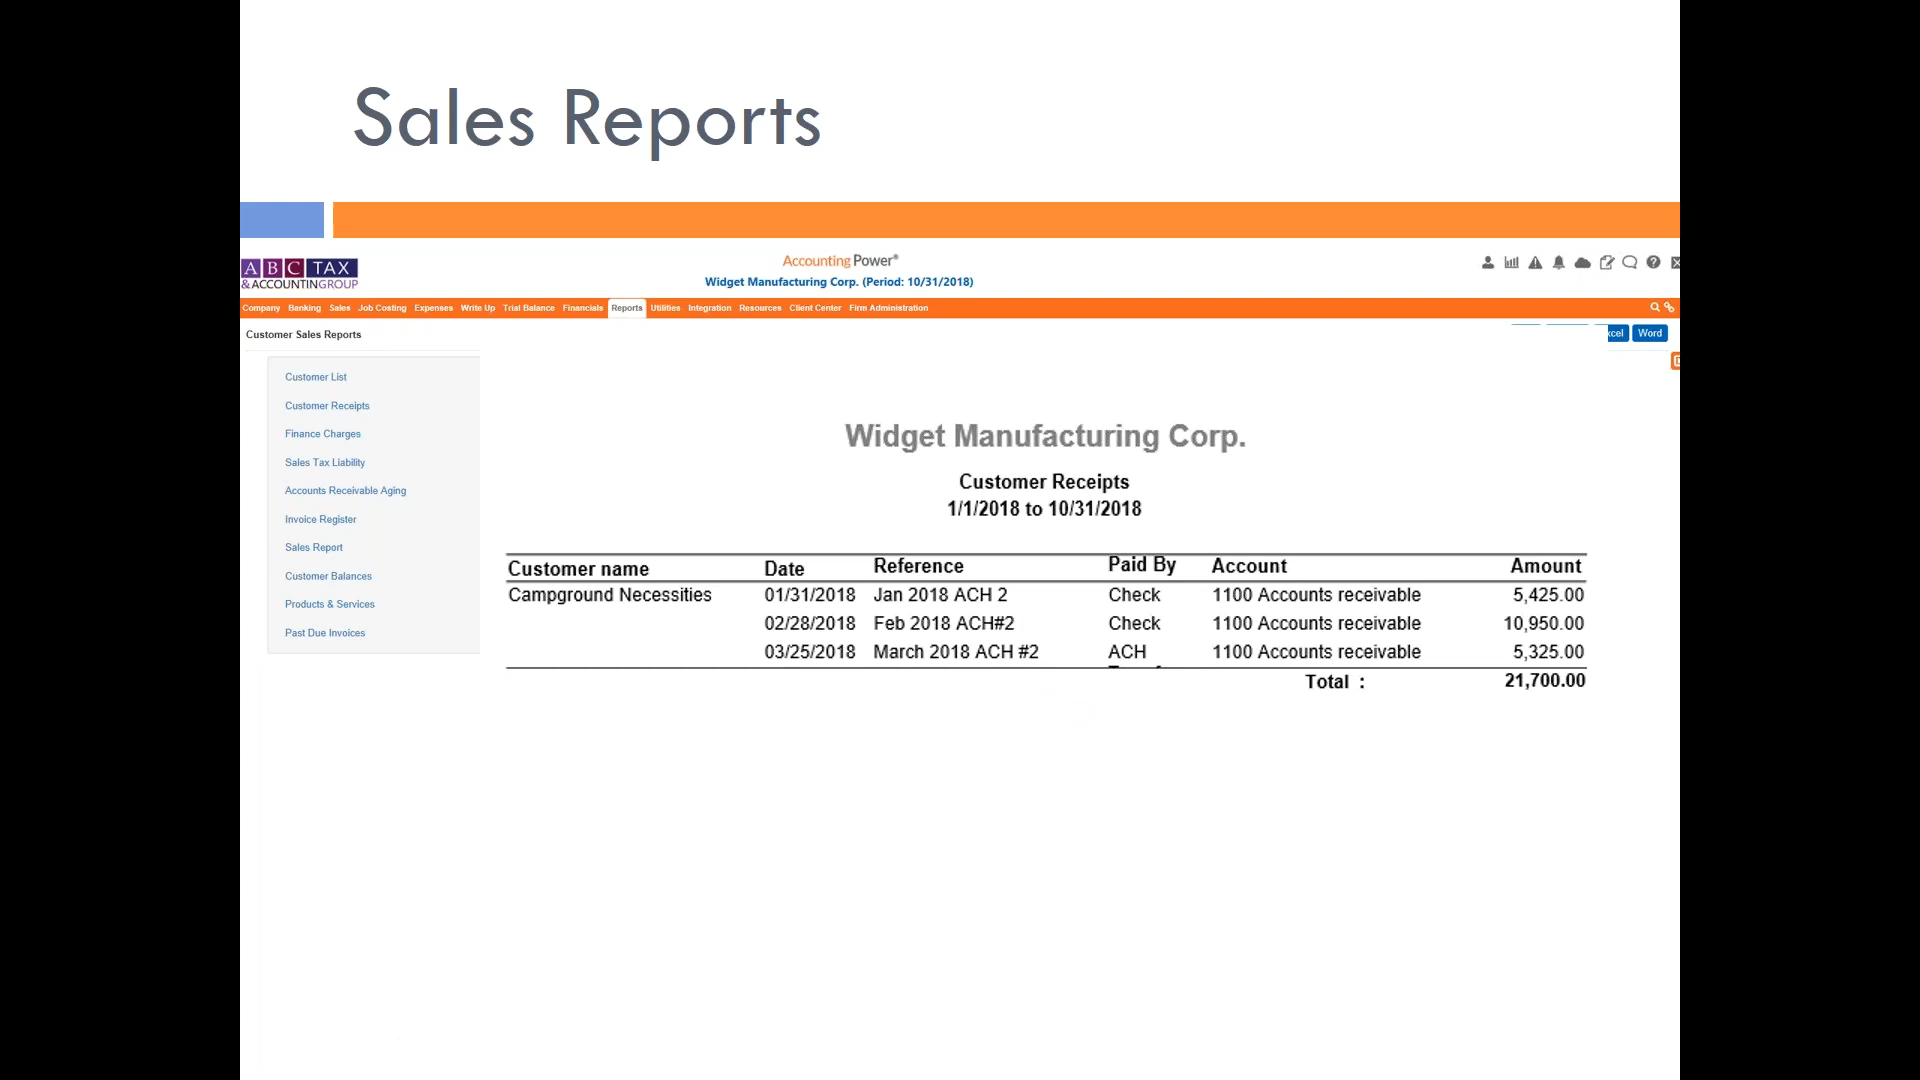 Sales Reports
ABC TAX
& ACCOUNTINGROUP
Accounting Power®
Widget Manufacturing Corp. (Period: 10/31/2018)
Company Banking Sales Job Costing Expenses Write Up Trial Balance Financials Reports Utilities Integration Resources Client Center Firm Administration
Customer Sales Reports
xcel Word
Customer List
Customer Receipts
Finance Charges
Sales Tax Liability
Accounts Receivable Aging
Invoice Register
Sales Report
Customer Balances
Products & Services
Past Due Invoices
Widget Manufacturing Corp.
Customer Receipts
1/1/2018 to 10/31/2018
Customer name Date Reference Paid By Account Amount
Campground Necessities 01/31/2018 Jan 2018 ACH 2 Check 1100 Accounts receivable 5,425.00
02/28/2018 Feb 2018 ACH#2 Check 1100 Accounts receivable 10,950.00
03/25/2018 March 2018 ACH #2 ACH 1100 Accounts receivable 5,325.00
Total : 21,700.00